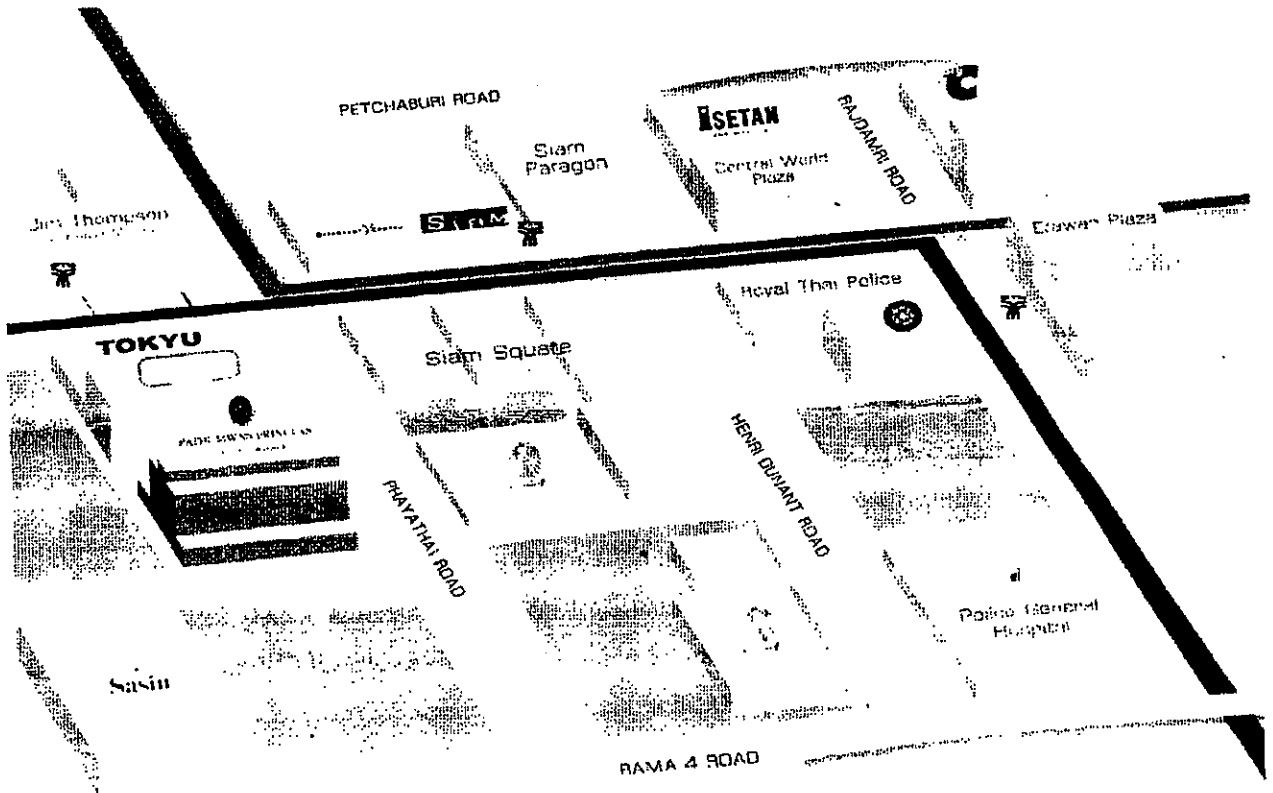 PETCHABURI ROAD
ISETAN
RAJDAMRI ROAD
Siam
Paragon
Central World
Plaza
Jim Thompson
SIAM
Erawan Plaza
Royal Thai Police
TOKYU
Siam Square
HENRI DUNANT ROAD
PHAYATHAI ROAD
Police General
Hospital
Sasin
RAMA 4 ROAD